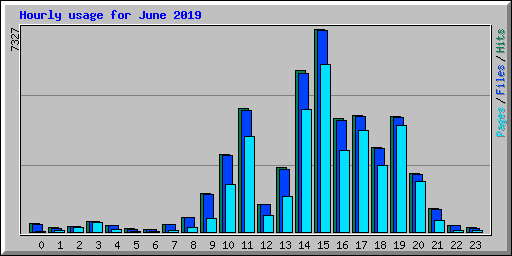 Hourly usage for June 2019
7327
Pages / Files / Hits
0 1 2 3 4 5 6 7 8 9 10 11 12 13 14 15 16 17 18 19 20 21 22 23